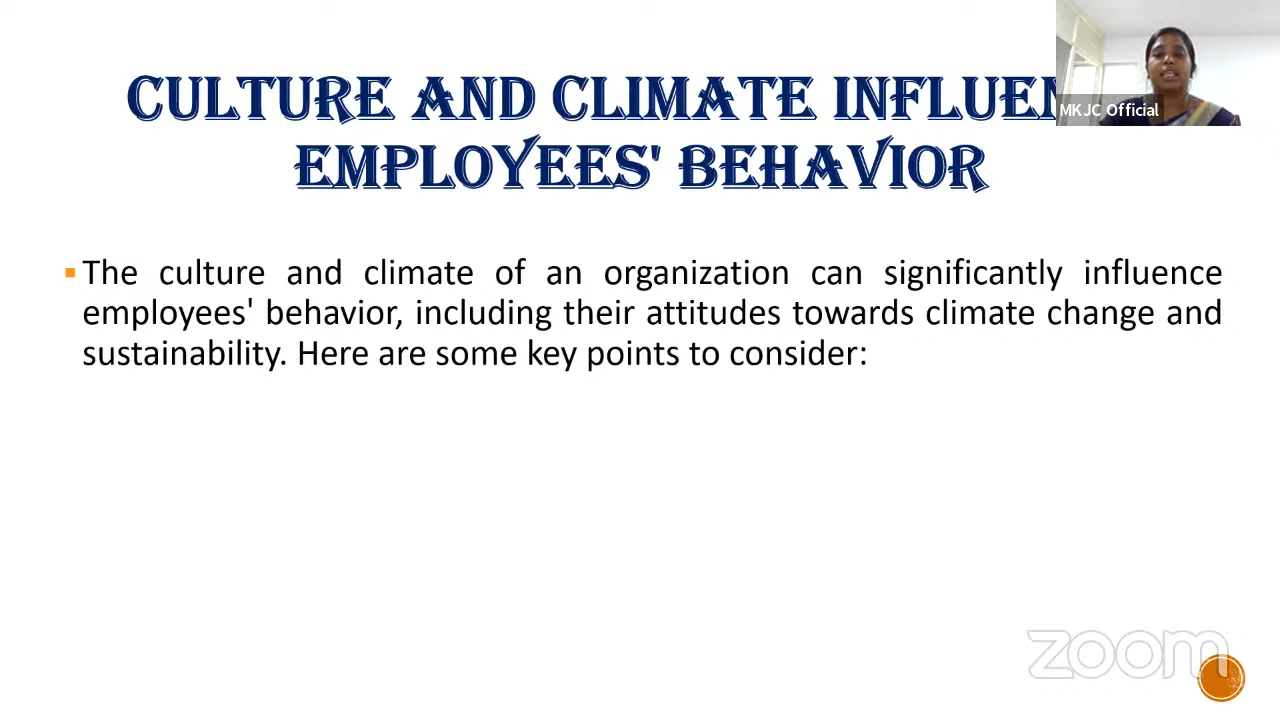 CULTURE AND CLIMATE
EMPLOYEES' BEHAVIOR
MKJC Official
▪ The culture and climate of an organization can significantly influence
employees' behavior, including their attitudes towards climate change and
sustainability. Here are some key points to consider:
zoom